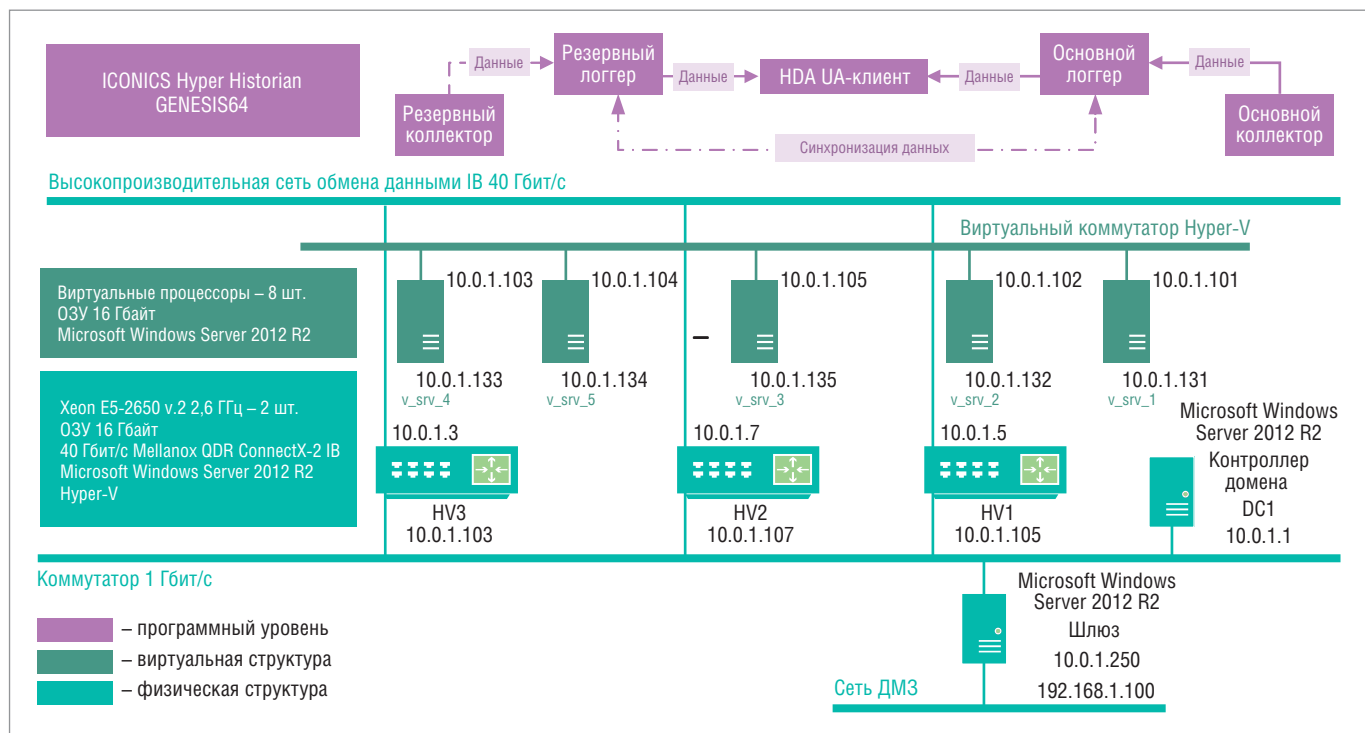 ICONICS Hyper Historian
GENESIS64
Данные
Резервный
логгер
Данные
HDA UA-клиент
Данные
Основной
логгер
Данные
Резервный
коллектор
Основной
коллектор
Синхронизация данных
Высокопроизводительная сеть обмена данными IB 40 Гбит/с
Виртуальный коммутатор Hyper-V
Виртуальные процессоры – 8 шт.
ОЗУ 16 Гбайт
Microsoft Windows Server 2012 R2
10.0.1.103
10.0.1.104
10.0.1.105
10.0.1.102
10.0.1.101
–
10.0.1.133
v_srv_4
10.0.1.134
v_srv_5
10.0.1.135
v_srv_3
10.0.1.132
v_srv_2
10.0.1.131
v_srv_1
Xeon E5-2650 v.2 2,6 ГГц – 2 шт.
ОЗУ 16 Гбайт
40 Гбит/с Mellanox QDR ConnectX-2 IB
Microsoft Windows Server 2012 R2
Hyper-V
10.0.1.3
HV3
10.0.1.103
10.0.1.7
HV2
10.0.1.107
10.0.1.5
HV1
10.0.1.105
Microsoft Windows
Server 2012 R2
Контроллер
домена
DC1
10.0.1.1
Коммутатор 1 Гбит/с
Microsoft Windows
Server 2012 R2
Шлюз
10.0.1.250
192.168.1.100
Сеть ДМЗ
– программный уровень
– виртуальная структура
– физическая структура